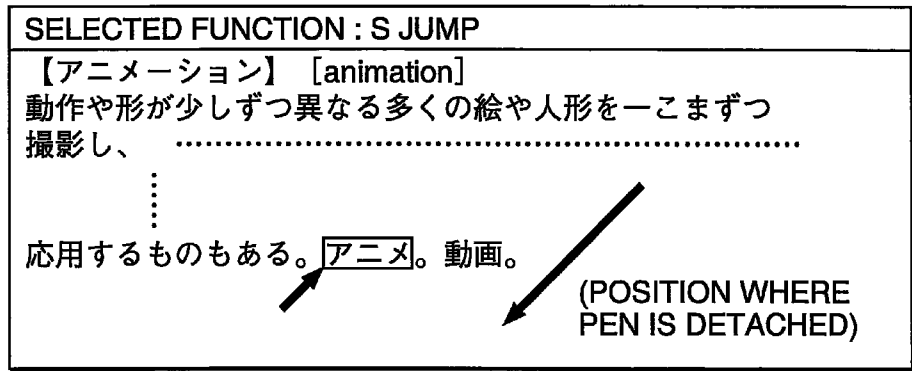 SELECTED FUNCTION : S JUMP
【アニメーション】 [animation]
動作や形が少しずつ異なる多くの絵や人形を一こまずつ
撮影し、 ………………………………………………………
⋮
応用するものもある。アニメ。動画。
(POSITION WHERE
PEN IS DETACHED)